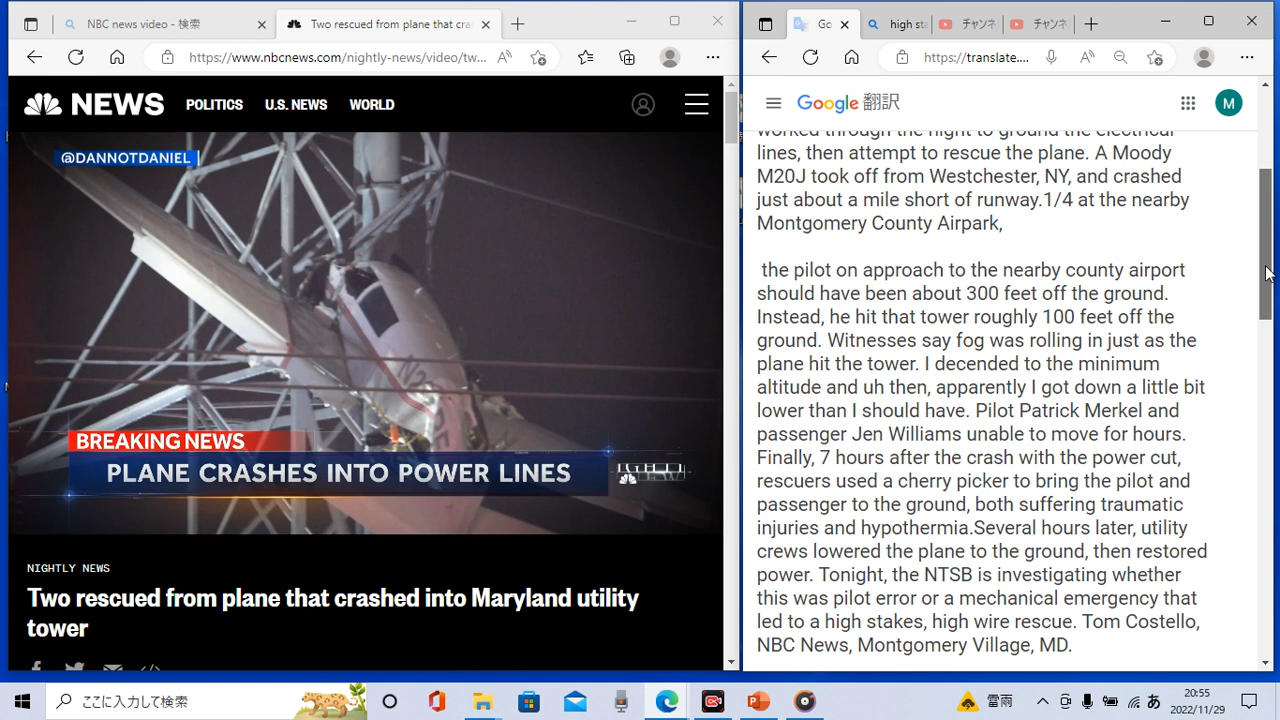 NBC news video - 検索
Two rescued from plane that cra
https://www.nbcnews.com/nightly-news/video/tw...
NEWS
POLITICS
U.S. NEWS
WORLD
@DANNOTDANIEL
BREAKING NEWS
PLANE CRASHES INTO POWER LINES
NIGHTLY NEWS
Two rescued from plane that crashed into Maryland utility
tower
Go
high st
チャンネ
チャンネ
https://translate....
Google 翻訳
M
worked through the night to ground the electrical
lines, then attempt to rescue the plane. A Moody
M20J took off from Westchester, NY, and crashed
just about a mile short of runway.1/4 at the nearby
Montgomery County Airpark,
the pilot on approach to the nearby county airport
should have been about 300 feet off the ground.
Instead, he hit that tower roughly 100 feet off the
ground. Witnesses say fog was rolling in just as the
plane hit the tower. I decended to the minimum
altitude and uh then, apparently I got down a little bit
lower than I should have. Pilot Patrick Merkel and
passenger Jen Williams unable to move for hours.
Finally, 7 hours after the crash with the power cut,
rescuers used a cherry picker to bring the pilot and
passenger to the ground, both suffering traumatic
injuries and hypothermia.Several hours later, utility
crews lowered the plane to the ground, then restored
power. Tonight, the NTSB is investigating whether
this was pilot error or a mechanical emergency that
led to a high stakes, high wire rescue. Tom Costello,
NBC News, Montgomery Village, MD.
ここに入力して検索
雷雨
あ
20:55
2022/11/29